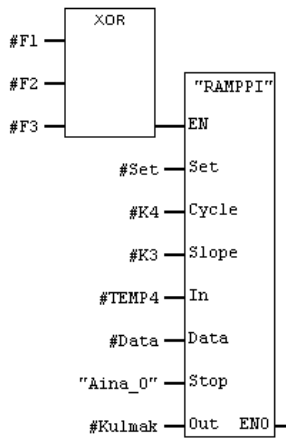 XOR
#F1
#F2
#F3
"RAMPPI"
EN
#Set Set
#K4 Cycle
#K3 Slope
#TEMP4 In
#Data Data
"Aina_0" Stop
#Kulmak Out ENO